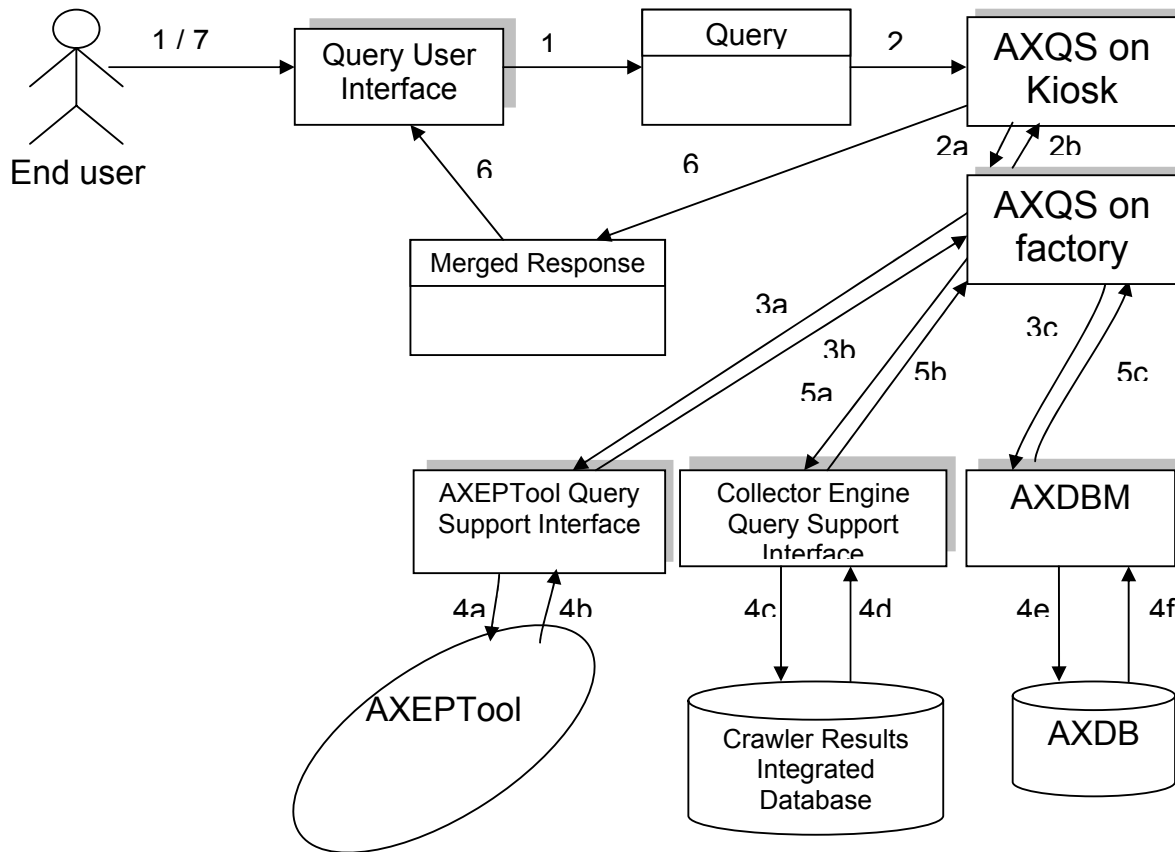 1 / 7
Query User
Interface
1
Query
2
AXQS on
Kiosk
End user
6
6
2a
2b
AXQS on
factory
Merged Response
3a
3b
5a
5b
3c
5c
AXEPTool Query
Support Interface
Collector Engine
Query Support
Interface
AXDBM
4a
4b
4c
4d
4e
4f
AXEPTool
Crawler Results
Integrated
Database
AXDB